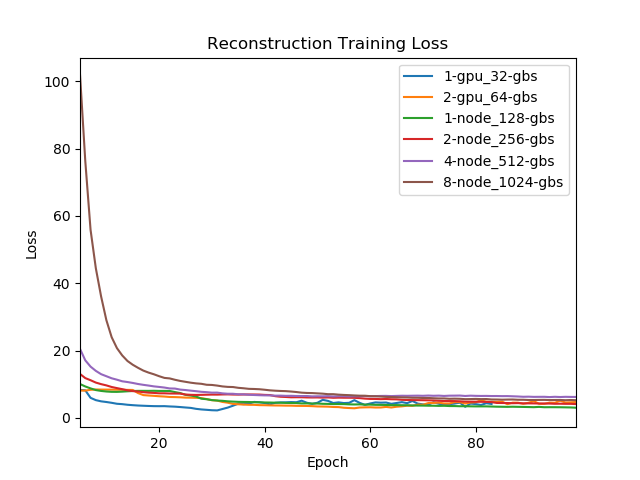 Reconstruction Training Loss
1-gpu_32-gbs
2-gpu_64-gbs
1-node_128-gbs
2-node_256-gbs
4-node_512-gbs
8-node_1024-gbs
100
80
60
40
20
0
Loss
20 40 60 80
Epoch